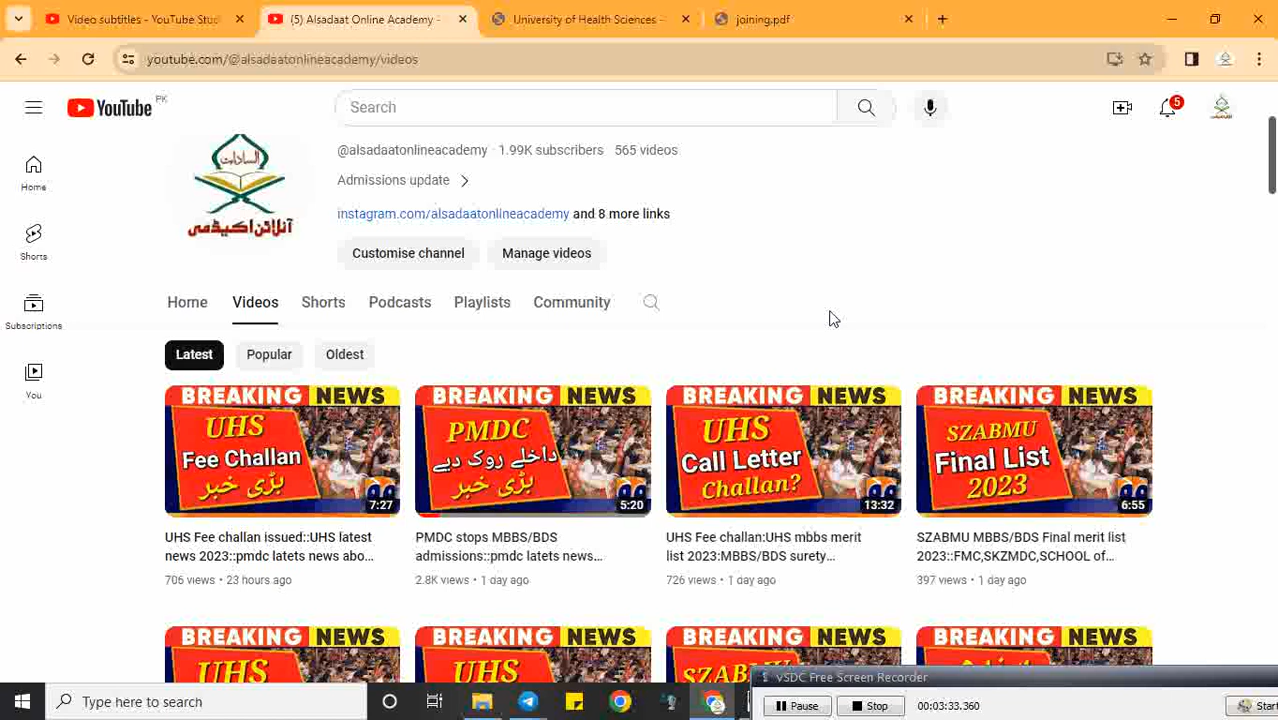 Video subtitles - YouTube Stud
(5) Alsadaat Online Academy -
University of Health Sciences -
joining.pdf
youtube.com/@alsadaatonlineacademy/videos
YouTube PK
Search
5
السادات
آنلائن اکیڈمی
@alsadaatonlineacademy · 1.99K subscribers 565 videos
Admissions update
instagram.com/alsadaatonlineacademy and 8 more links
Customise channel
Manage videos
Home
Shorts
Subscriptions
You
Home Videos Shorts Podcasts Playlists Community
Latest Popular Oldest
BREAKING NEWS
UHS
Fee Challan
بڑی خبر
7:27
BREAKING NEWS
PMDC
داخلے روک دیے
بڑی خبر
5:20
BREAKING NEWS
UHS
Call Letter
Challan?
13:32
BREAKING NEWS
SZABMU
Final List
2023
6:55
UHS Fee challan issued::UHS latest
news 2023::pmdc latets news abo...
706 views • 23 hours ago
PMDC stops MBBS/BDS
admissions::pmdc latets news...
2.8K views • 1 day ago
UHS Fee challan:UHS mbbs merit
list 2023:MBBS/BDS surety...
726 views • 1 day ago
SZABMU MBBS/BDS Final merit list
2023::FMC,SKZMDC,SCHOOL of...
397 views • 1 day ago
BREAKING NEWS
UHS
BREAKING NEWS
UHS
BREAKING NEWS
SZABMU
BREAKING NEWS
vSDC Free Screen Recorder
Type here to search
Pause
Stop
00:03:33.360
Start